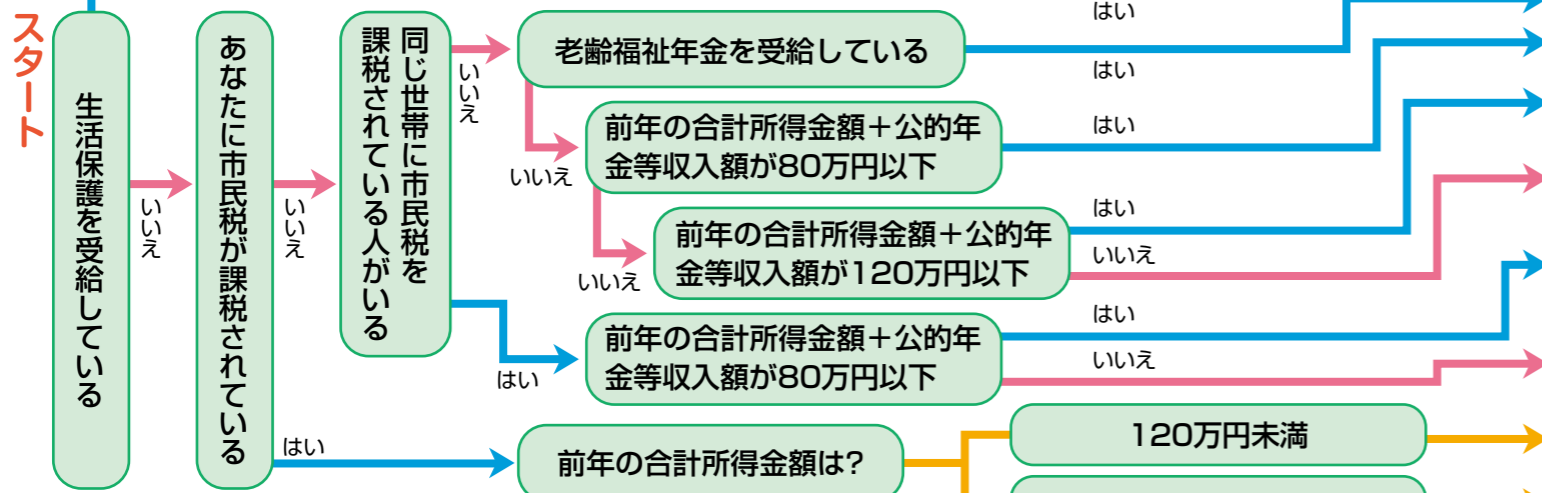 スタート
生活保護を受給している
いいえ
あなたに市民税が課税されている
いいえ
はい
同じ世帯に市民税を
課税されている人がいる
いいえ
はい
老齢福祉年金を受給している
はい
はい
いいえ
前年の合計所得金額＋公的年
金等収入額が80万円以下
はい
いいえ
前年の合計所得金額＋公的年
金等収入額が120万円以下
はい
いいえ
前年の合計所得金額＋公的年
金等収入額が80万円以下
はい
いいえ
前年の合計所得金額は?
120万円未満